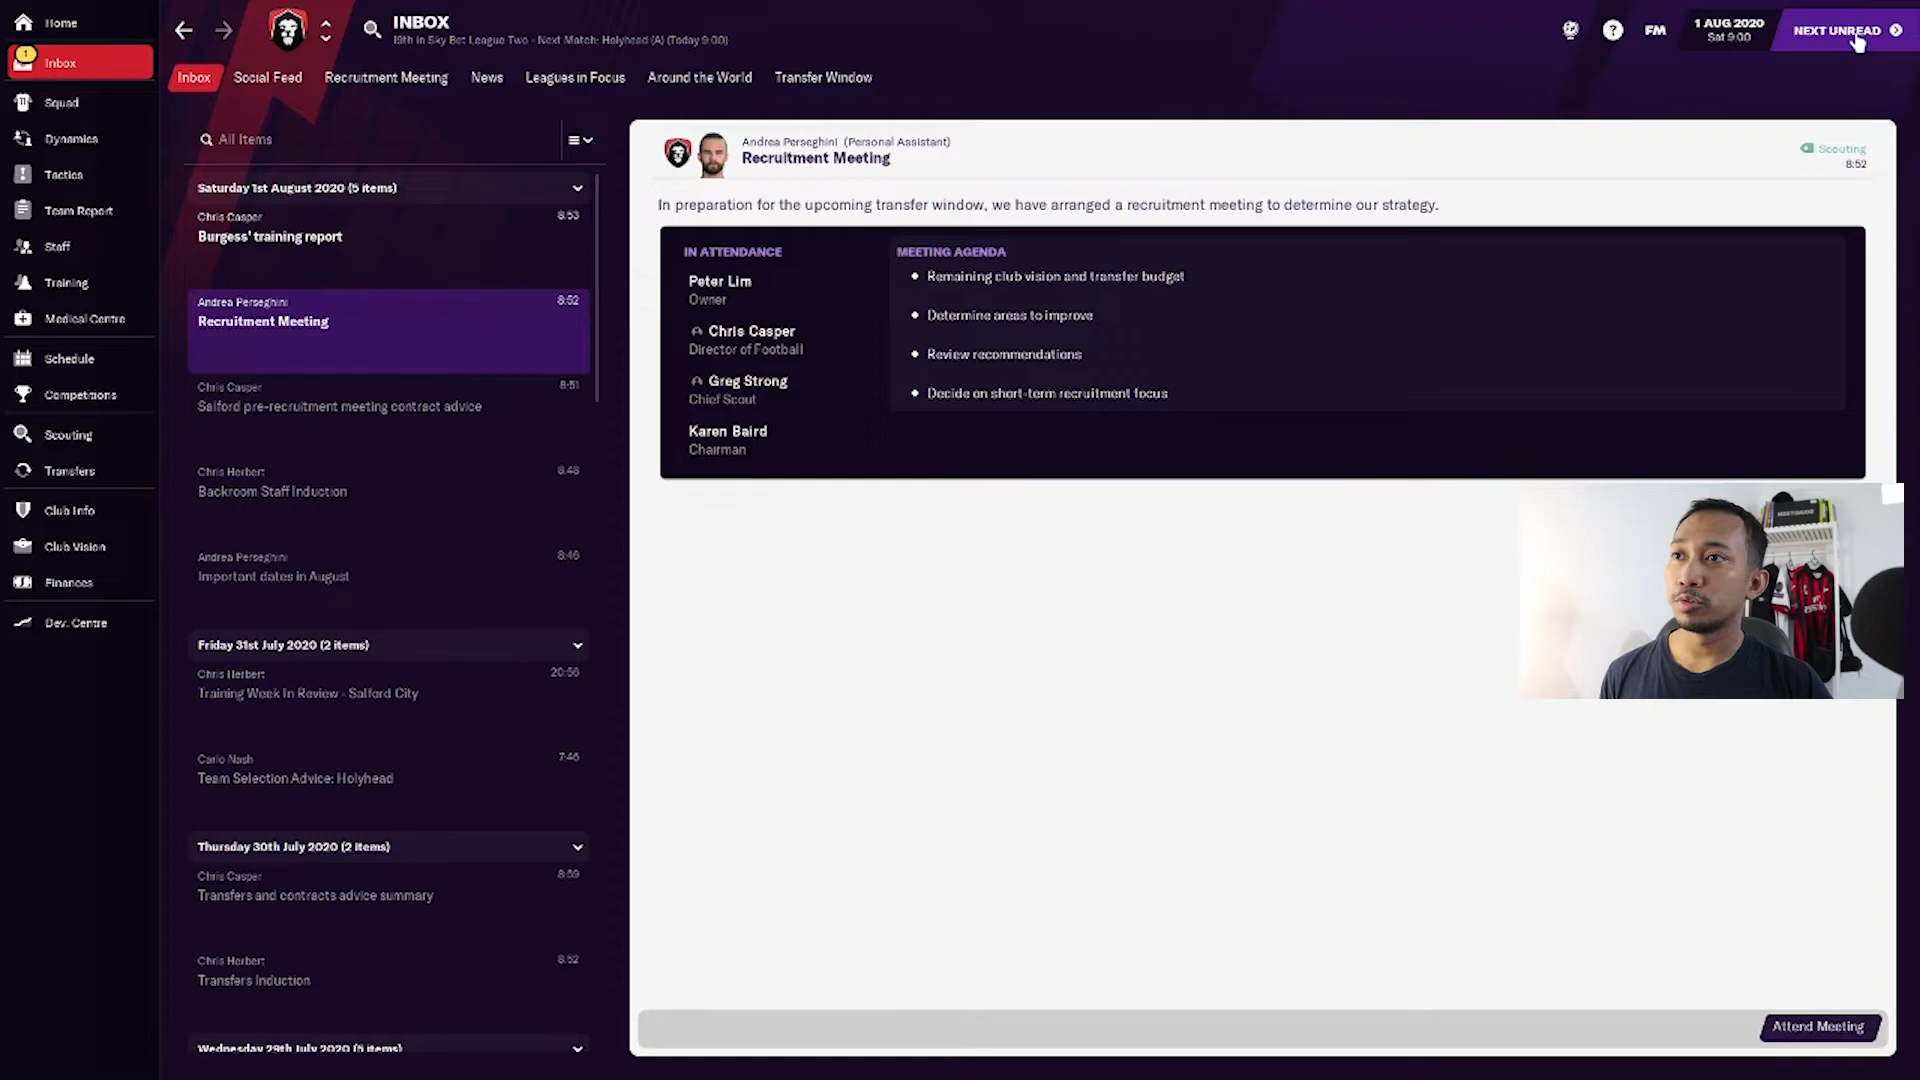 Home
1
Inbox
Squad
Dynamics
Tactics
Team Report
Staff
Training
Medical Centre
Schedule
Competitions
Scouting
Transfers
Club Info
Club Vision
Finances
Dev. Centre
INBOX
15th in Sky Bet League Two - Next Match: Holyhead (A) (Today 9:00)
FM
1 AUG 2020
Sat 9:00
NEXT UNREAD
Inbox
Social Feed
Recruitment Meeting
News
Leagues in Focus
Around the World
Transfer Window
All Items
Saturday 1st August 2020 (5 items)
Chris Casper 8:53
Burgess' training report
Andrea Perseghini 8:52
Recruitment Meeting
Chris Casper 8:51
Salford pre-recruitment meeting contract advice
Chris Herbert 8:48
Backroom Staff Induction
Andrea Perseghini 8:46
Important dates in August
Friday 31st July 2020 (2 items)
Chris Herbert 20:56
Training Week In Review - Salford City
Carlo Nash 7:46
Team Selection Advice: Holyhead
Thursday 30th July 2020 (2 items)
Chris Casper 8:59
Transfers and contracts advice summary
Chris Herbert 8:52
Transfers Induction
Wednesday 29th July 2020 (5 items)
Andrea Perseghini (Personal Assistant)
Recruitment Meeting
Scouting
8:52
In preparation for the upcoming transfer window, we have arranged a recruitment meeting to determine our strategy.
IN ATTENDANCE
Peter Lim
Owner
Chris Casper
Director of Football
Greg Strong
Chief Scout
Karen Baird
Chairman
MEETING AGENDA
Remaining club vision and transfer budget
Determine areas to improve
Review recommendations
Decide on short-term recruitment focus
Attend Meeting